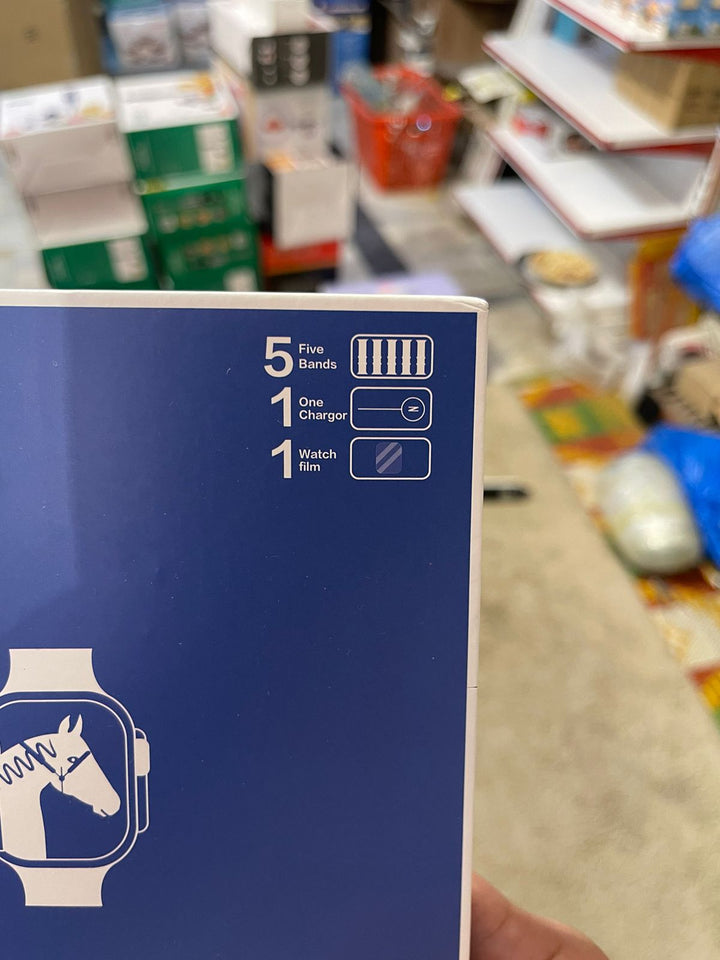 5 Five
Bands
1 One
Chargor
1 Watch
film